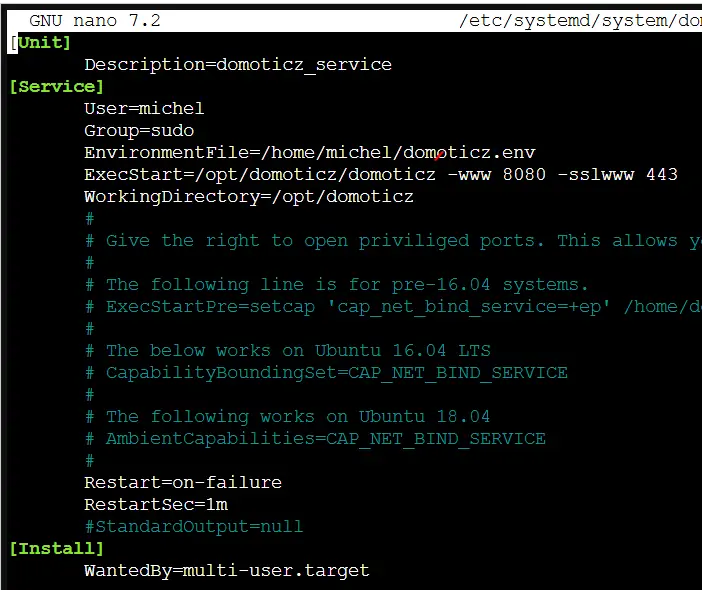 GNU nano 7.2 /etc/systemd/system/do
[Unit]
Description=domoticz_service
[Service]
User=michel
Group=sudo
EnvironmentFile=/home/michel/domoticz.env
ExecStart=/opt/domoticz/domoticz -www 8080 -sslwww 443
WorkingDirectory=/opt/domoticz
#
# Give the right to open priviliged ports. This allows y
#
# The following line is for pre-16.04 systems.
# ExecStartPre=setcap 'cap_net_bind_service=+ep' /home/d
#
# The below works on Ubuntu 16.04 LTS
# CapabilityBoundingSet=CAP_NET_BIND_SERVICE
#
# The following works on Ubuntu 18.04
# AmbientCapabilities=CAP_NET_BIND_SERVICE
#
Restart=on-failure
RestartSec=1m
#StandardOutput=null
[Install]
WantedBy=multi-user.target